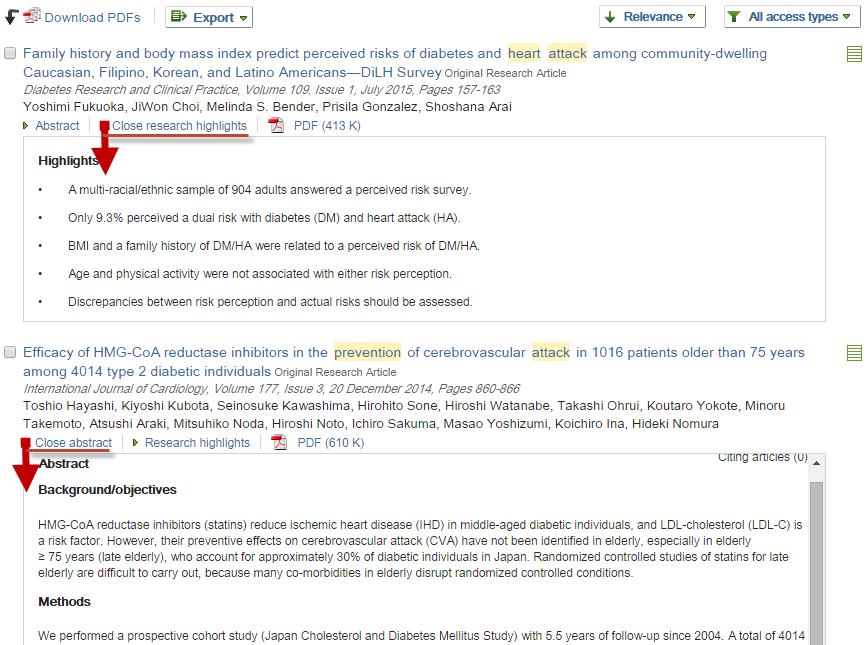 Download PDFs Export Relevance All access types
Family history and body mass index predict perceived risks of diabetes and heart attack among community-dwelling
Caucasian, Filipino, Korean, and Latino Americans—DiLH Survey Original Research Article
Diabetes Research and Clinical Practice, Volume 109, Issue 1, July 2015, Pages 157-163
Yoshimi Fukuoka, JiWon Choi, Melinda S. Bender, Prisila Gonzalez, Shoshana Arai
Abstract Close research highlights PDF (413 K)
Highlights
• A multi-racial/ethnic sample of 904 adults answered a perceived risk survey.
• Only 9.3% perceived a dual risk with diabetes (DM) and heart attack (HA).
• BMI and a family history of DM/HA were related to a perceived risk of DM/HA.
• Age and physical activity were not associated with either risk perception.
• Discrepancies between risk perception and actual risks should be assessed.
Efficacy of HMG-CoA reductase inhibitors in the prevention of cerebrovascular attack in 1016 patients older than 75 years
among 4014 type 2 diabetic individuals Original Research Article
International Journal of Cardiology, Volume 177, Issue 3, 20 December 2014, Pages 860-866
Toshio Hayashi, Kiyoshi Kubota, Seinosuke Kawashima, Hirohito Sone, Hiroshi Watanabe, Takashi Ohrui, Koutaro Yokote, Minoru
Takemoto, Atsushi Araki, Mitsuhiko Noda, Hiroshi Noto, Ichiro Sakuma, Masao Yoshizumi, Koichiro Ina, Hideki Nomura
Close abstract Research highlights PDF (610 K)
Citing articles (0)
Abstract
Background/objectives
HMG-CoA reductase inhibitors (statins) reduce ischemic heart disease (IHD) in middle-aged diabetic individuals, and LDL-cholesterol (LDL-C) is
a risk factor. However, their preventive effects on cerebrovascular attack (CVA) have not been identified in elderly, especially in elderly
≥ 75 years (late elderly), who account for approximately 30% of diabetic individuals in Japan. Randomized controlled studies of statins for late
elderly are difficult to carry out, because many co-morbidities in elderly disrupt randomized controlled conditions.
Methods
We performed a prospective cohort study (Japan Cholesterol and Diabetes Mellitus Study) with 5.5 years of follow-up since 2004. A total of 4014